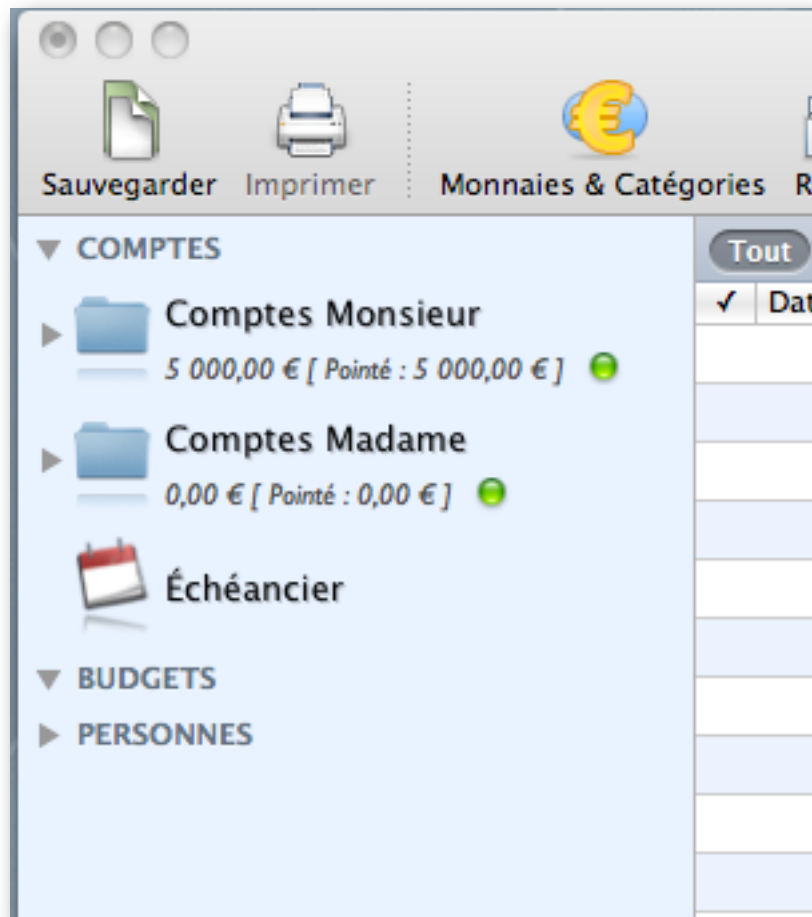 Sauvegarder Imprimer Monnaies & Catégories
COMPTES
Tout
Comptes Monsieur
5 000,00 € [ Pointé : 5 000,00 € ]
✓
Comptes Madame
0,00 € [ Pointé : 0,00 € ]
Échéancier
BUDGETS
PERSONNES